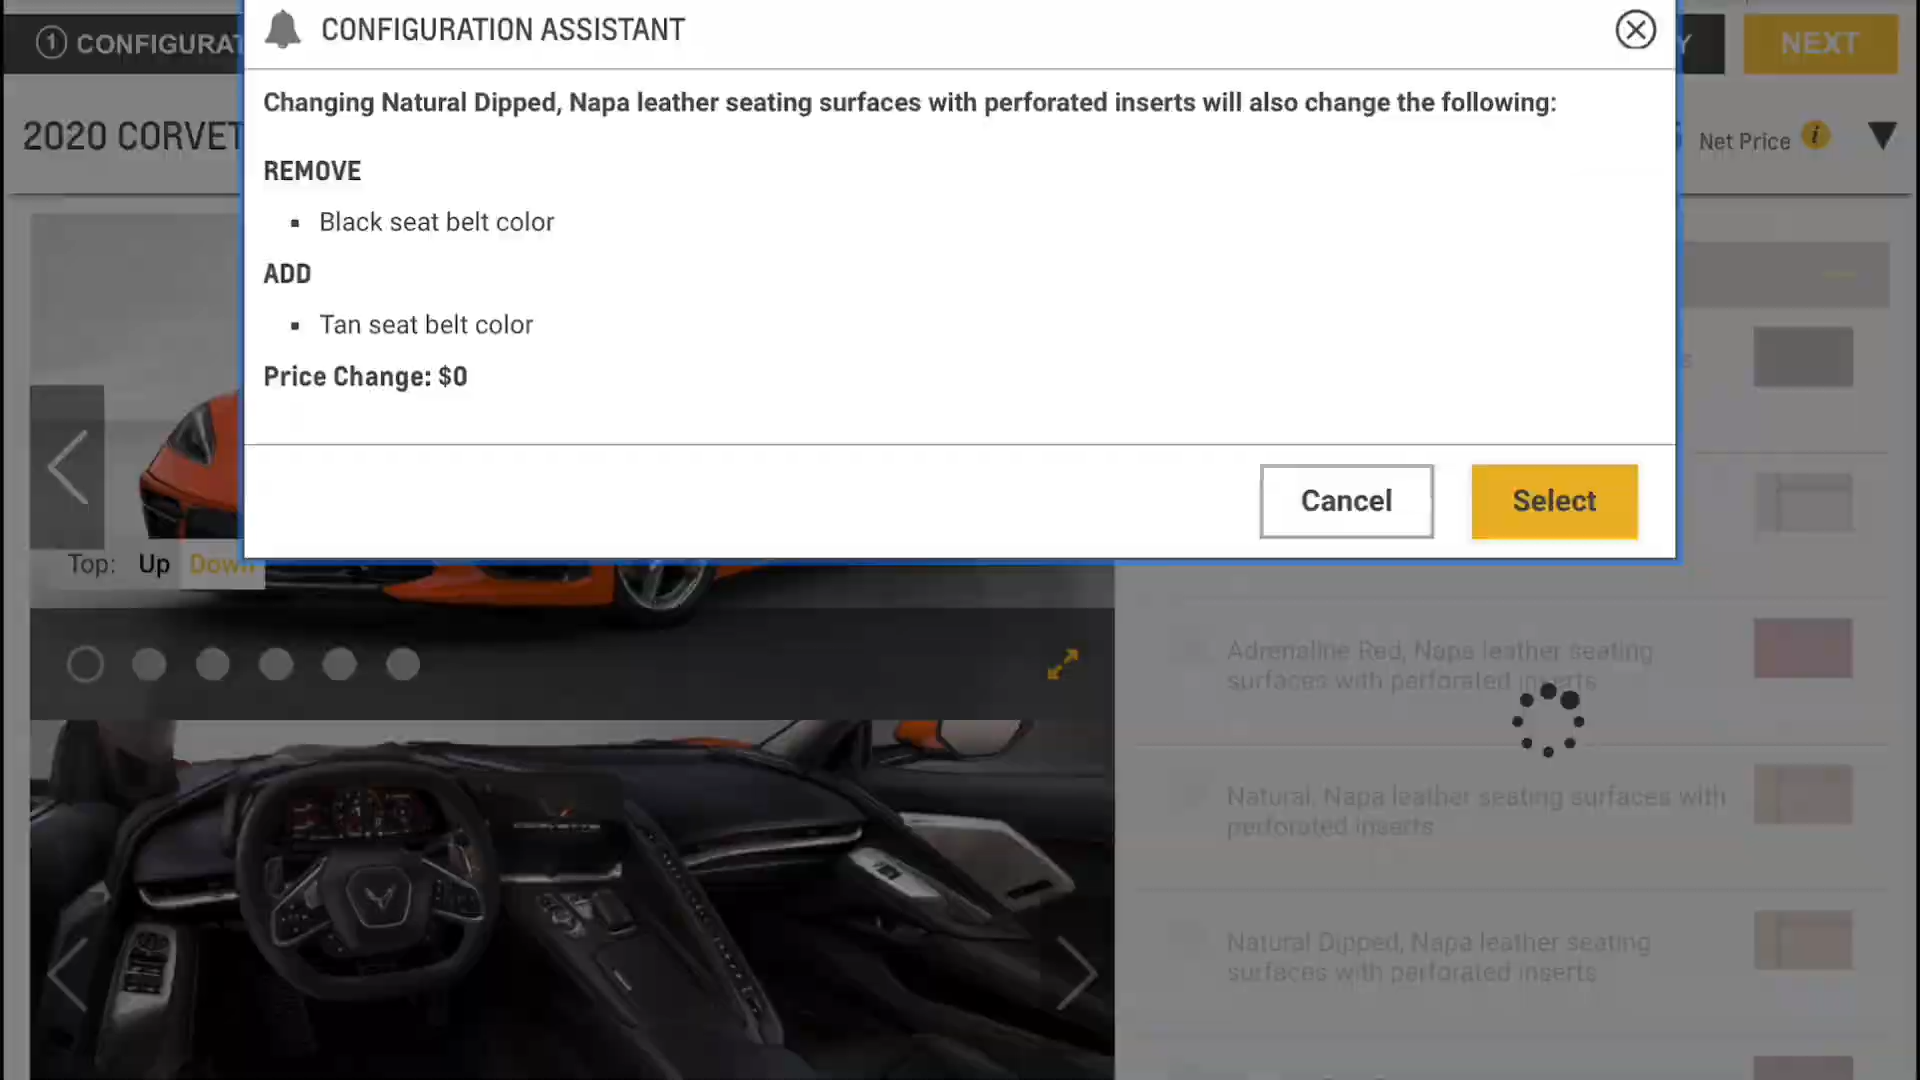 CONFIGURATION ASSISTANT
1 CONFIGURAT
Y
NEXT
Changing Natural Dipped, Napa leather seating surfaces with perforated inserts will also change the following:
2020 CORVET
Net Price i
REMOVE
▪ Black seat belt color
ADD
▪ Tan seat belt color
Price Change: $0
Cancel
Select
Top: Up Down
Adrenaline Red, Napa leather seating
surfaces with perforated inserts
Natural, Napa leather seating surfaces with
perforated inserts
Natural Dipped, Napa leather seating
surfaces with perforated inserts